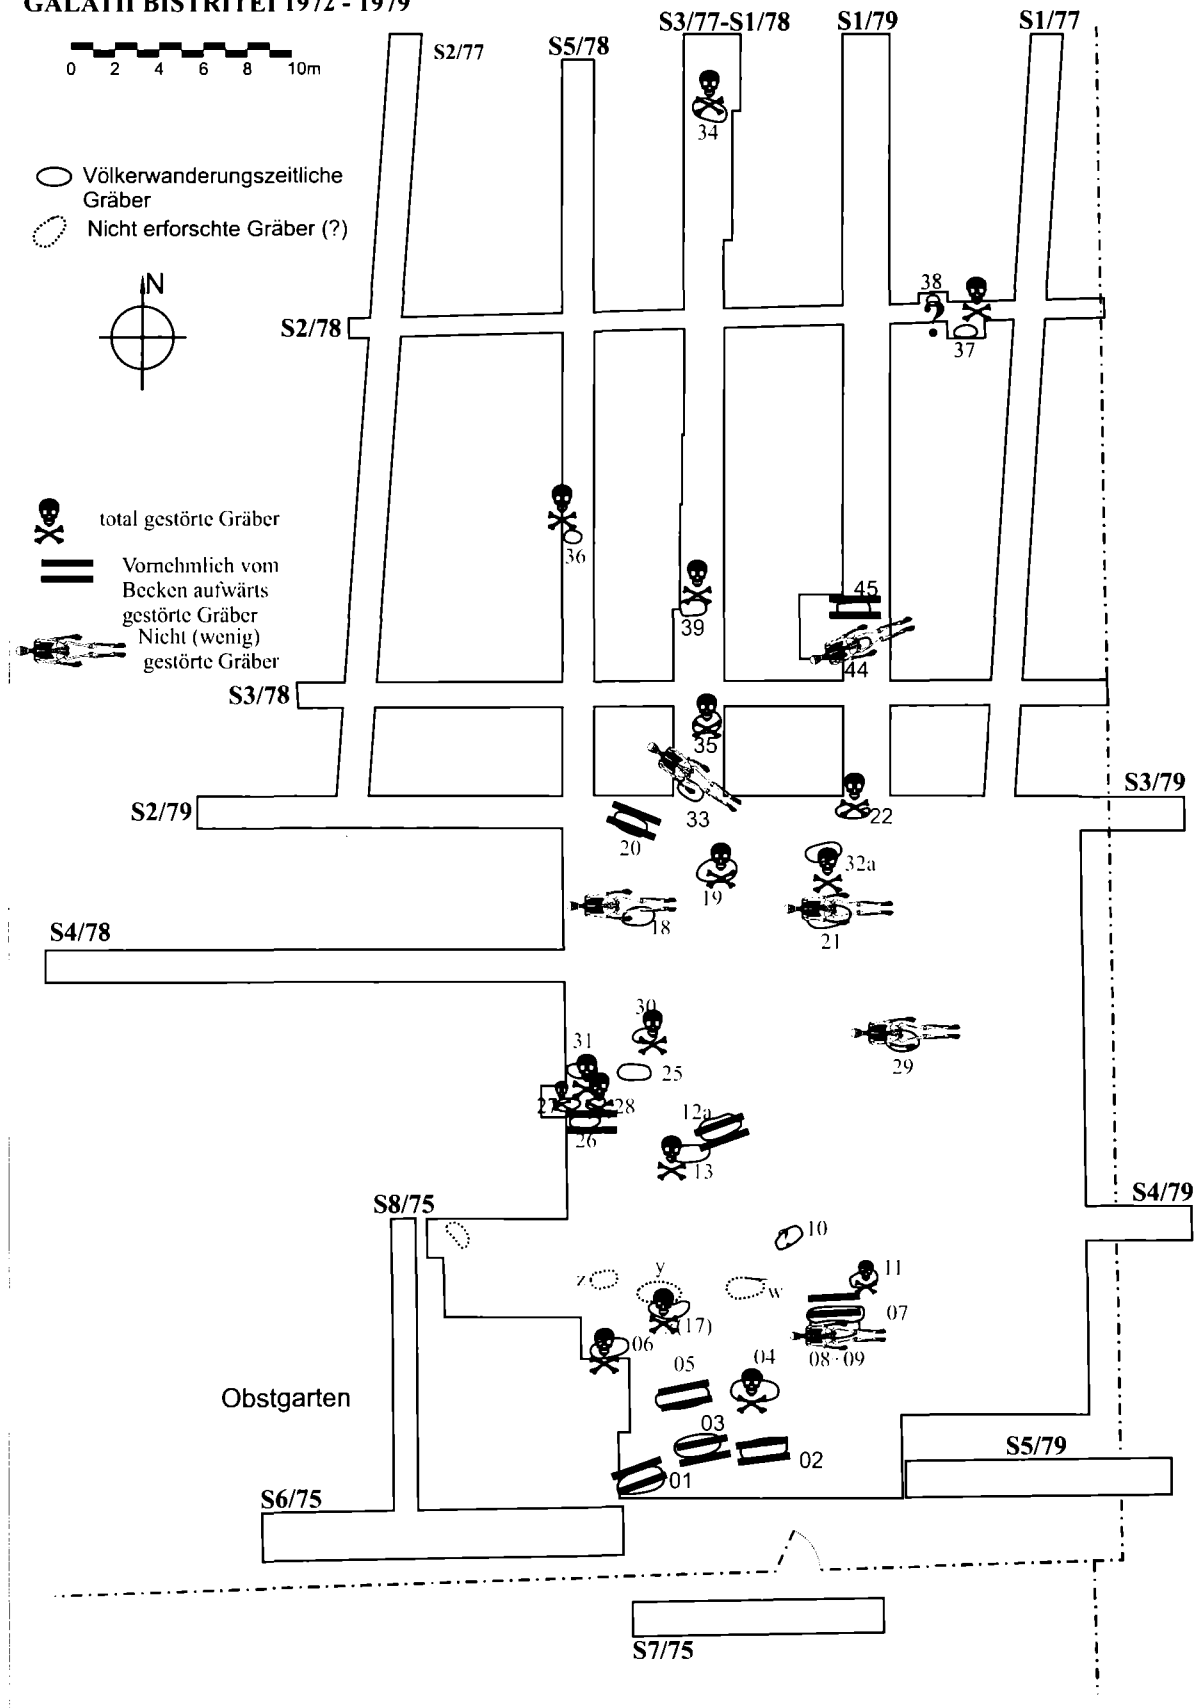 GALAŢII BISTRIŢEI 1972 - 1979
S3/77-S1/78
S1/79
S1/77
S2/77
S5/78
0 2 4 6 8 10m
34
Völkerwanderungszeitliche
Gräber
Nicht erforschte Gräber (?)
N
38
?
S2/78
37
total gestörte Gräber
36
Vornehmlich vom
Becken aufwärts
gestörte Gräber
Nicht (wenig)
gestörte Gräber
45
39
44
S3/78
35
S3/79
S2/79
33
22
20
32a
19
18
21
S4/78
30
31
25
29
27
28
12a
26
13
S4/79
S8/75
10
y
11
z
w
07
(17)
06
08-09
05
04
Obstgarten
03
S5/79
02
01
S6/75
S7/75